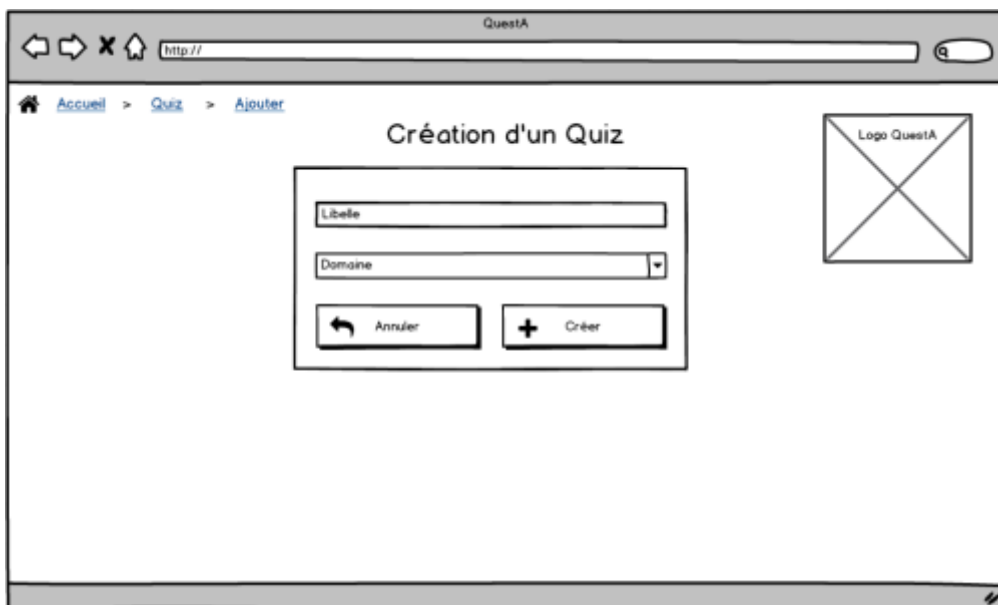 QuestA
http://
Accueil > Quiz > Ajouter
Création d'un Quiz
Logo QuestA
Libelle
Domaine
Annuler
Créer